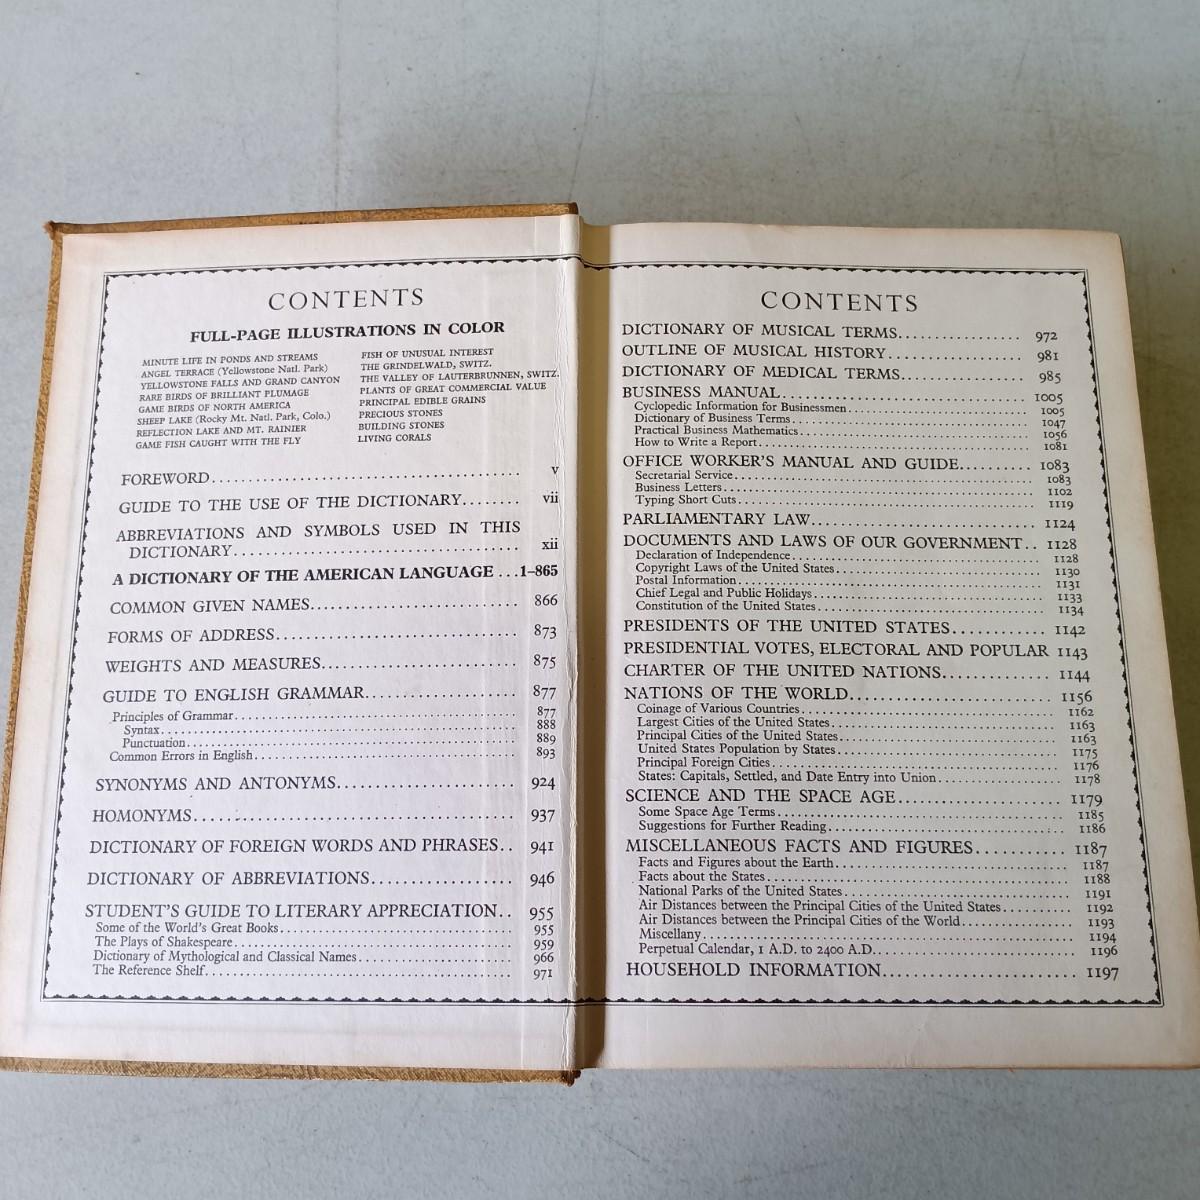 CONTENTS
FULL-PAGE ILLUSTRATIONS IN COLOR
MINUTE LIFE IN PONDS AND STREAMS
ANGEL TERRACE (Yellowstone Natl. Park)
YELLOWSTONE FALLS AND GRAND CANYON
RARE BIRDS OF BRILLIANT PLUMAGE
GAME BIRDS OF NORTH AMERICA
SHEEP LAKE (Rocky Mt. Natl. Park, Colo.)
REFLECTION LAKE AND MT. RAINIER
GAME FISH CAUGHT WITH THE FLY
FISH OF UNUSUAL INTEREST
THE GRINDELWALD, SWITZ.
THE VALLEY OF LAUTERBRUNNEN, SWITZ.
PLANTS OF GREAT COMMERCIAL VALUE
PRINCIPAL EDIBLE GRAINS
PRECIOUS STONES
BUILDING STONES
LIVING CORALS
FOREWORD........ v
GUIDE TO THE USE OF THE DICTIONARY........ vii
ABBREVIATIONS AND SYMBOLS USED IN THIS
DICTIONARY........ xii
A DICTIONARY OF THE AMERICAN LANGUAGE ...1-865
COMMON GIVEN NAMES........ 866
FORMS OF ADDRESS........ 873
WEIGHTS AND MEASURES........ 875
GUIDE TO ENGLISH GRAMMAR........ 877
Principles of Grammar........ 877
Syntax........ 888
Punctuation........ 889
Common Errors in English........ 893
SYNONYMS AND ANTONYMS........ 924
HOMONYMS........ 937
DICTIONARY OF FOREIGN WORDS AND PHRASES.. 941
DICTIONARY OF ABBREVIATIONS........ 946
STUDENT'S GUIDE TO LITERARY APPRECIATION.. 955
Some of the World's Great Books........ 955
The Plays of Shakespeare........ 959
Dictionary of Mythological and Classical Names........ 966
The Reference Shelf........ 971
CONTENTS
DICTIONARY OF MUSICAL TERMS........ 972
OUTLINE OF MUSICAL HISTORY........ 981
DICTIONARY OF MEDICAL TERMS........ 985
BUSINESS MANUAL........ 1005
Cyclopedic Information for Businessmen........ 1005
Dictionary of Business Terms........ 1047
Practical Business Mathematics........ 1056
How to Write a Report........ 1081
OFFICE WORKER'S MANUAL AND GUIDE........ 1083
Secretarial Service........ 1083
Business Letters........ 1102
Typing Short Cuts........ 1119
PARLIAMENTARY LAW........ 1124
DOCUMENTS AND LAWS OF OUR GOVERNMENT.. 1128
Declaration of Independence........ 1128
Copyright Laws of the United States........ 1130
Postal Information........ 1131
Chief Legal and Public Holidays........ 1133
Constitution of the United States........ 1134
PRESIDENTS OF THE UNITED STATES........ 1142
PRESIDENTIAL VOTES, ELECTORAL AND POPULAR 1143
CHARTER OF THE UNITED NATIONS........ 1144
NATIONS OF THE WORLD........ 1156
Coinage of Various Countries........ 1162
Largest Cities of the United States........ 1163
Principal Cities of the United States........ 1163
United States Population by States........ 1175
Principal Foreign Cities........ 1176
States: Capitals, Settled, and Date Entry into Union........ 1178
SCIENCE AND THE SPACE AGE........ 1179
Some Space Age Terms........ 1185
Suggestions for Further Reading........ 1186
MISCELLANEOUS FACTS AND FIGURES........ 1187
Facts and Figures about the Earth........ 1187
Facts about the States........ 1188
National Parks of the United States........ 1191
Air Distances between the Principal Cities of the United States........ 1192
Air Distances between the Principal Cities of the World........ 1193
Miscellany........ 1194
Perpetual Calendar, 1 A.D. to 2400 A.D........ 1196
HOUSEHOLD INFORMATION........ 1197